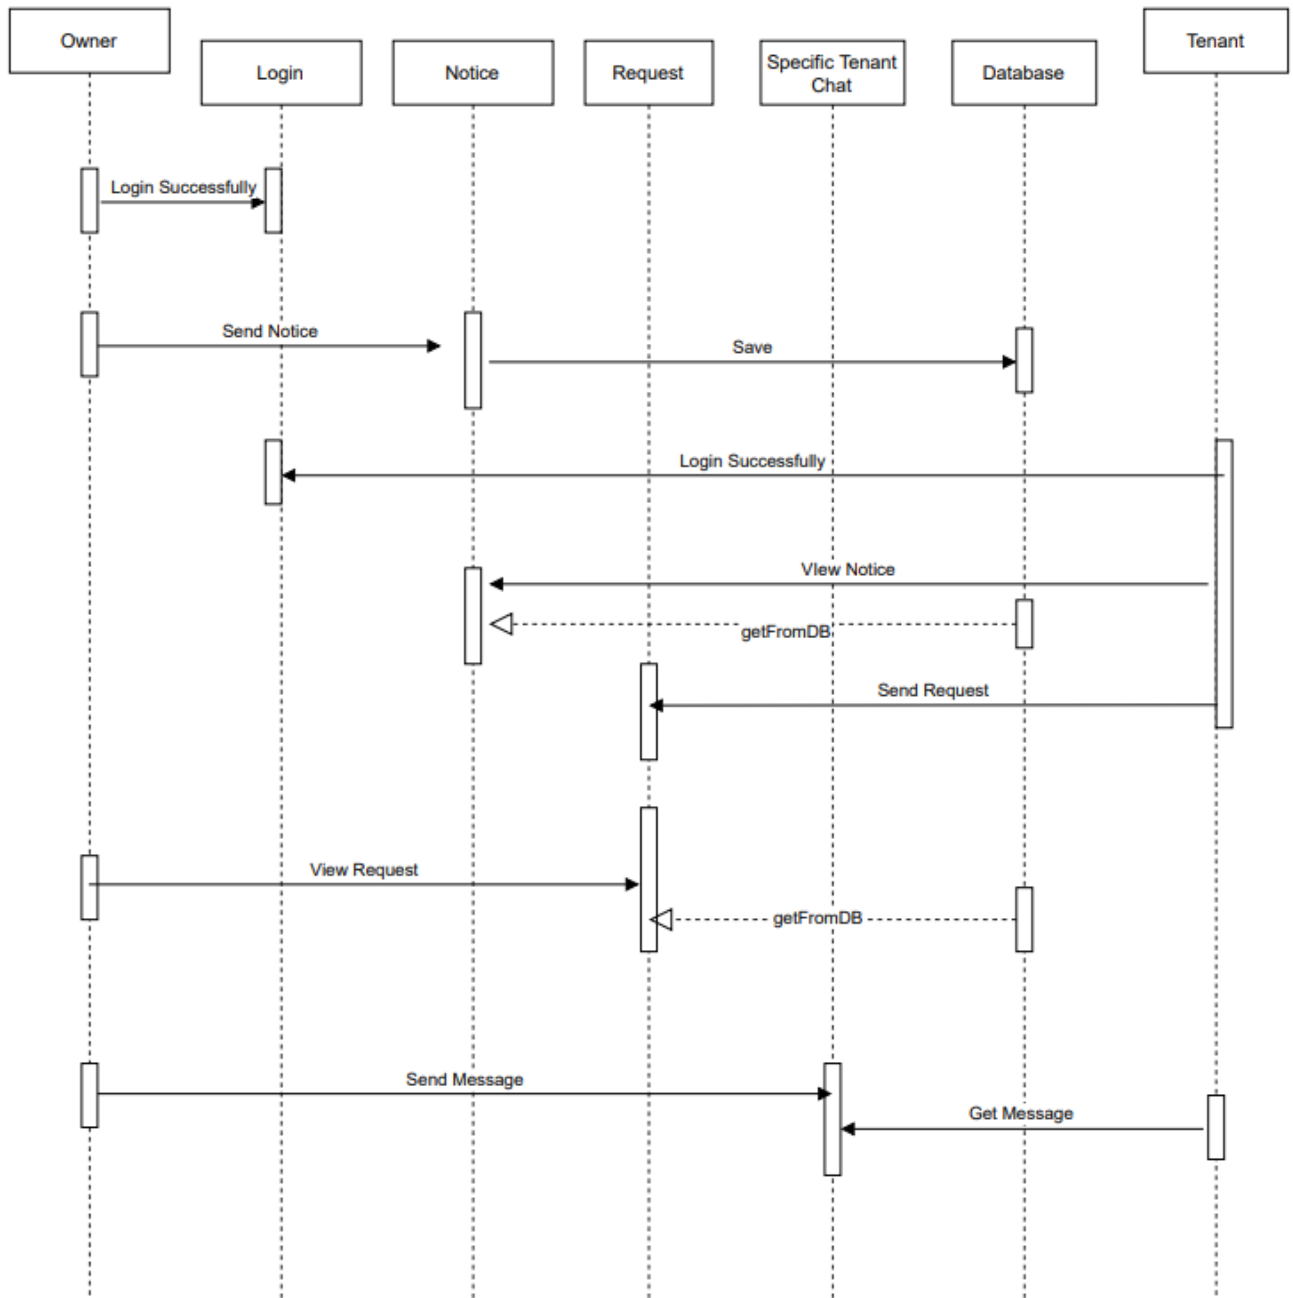 Owner
Login
Notice
Request
Specific Tenant
Chat
Database
Tenant
Login Successfully
Send Notice
Save
Login Successfully
VIew Notice
getFromDB
Send Request
View Request
getFromDB
Send Message
Get Message